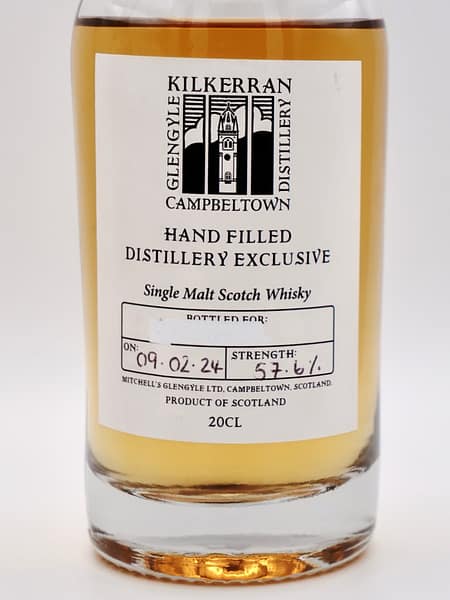 KILKERRAN
GLENGYLE
DISTILLERY
CAMPBELTOWN
HAND FILLED
DISTILLERY EXCLUSIVE
Single Malt Scotch Whisky
BOTTLED FOR:
ON: 09.02.24
STRENGTH: 57.6%
MITCHELL'S GLENGYLE LTD, CAMPBELTOWN, SCOTLAND.
PRODUCT OF SCOTLAND
20CL